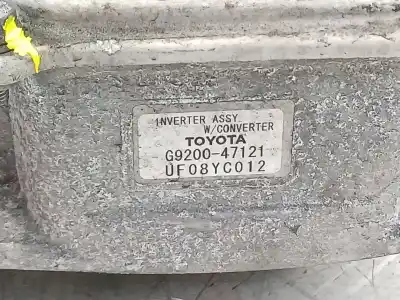 INVERTER ASSY
W/CONVERTER
TOYOTA
G9200-47121
UF08YC012